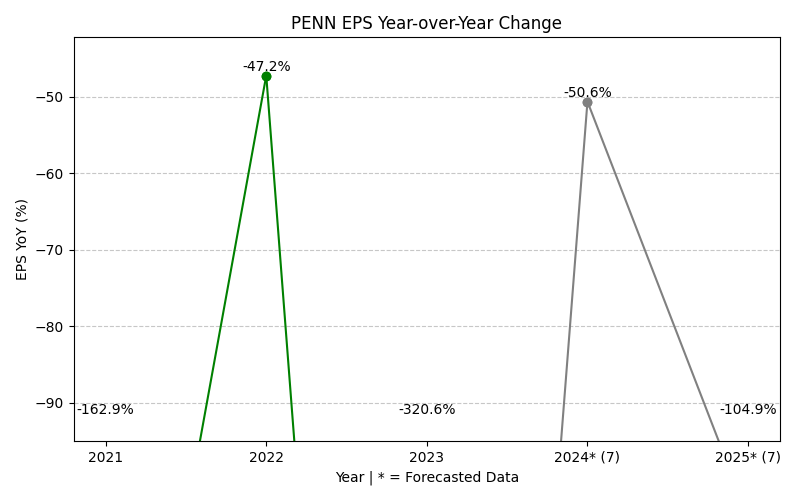 PENN EPS Year-over-Year Change
-47.2%
-50.6%
-162.9%
-320.6%
-104.9%
−50
−60
−70
−80
−90
EPS YoY (%)
2021 2022 2023 2024* (7) 2025* (7)
Year | * = Forecasted Data